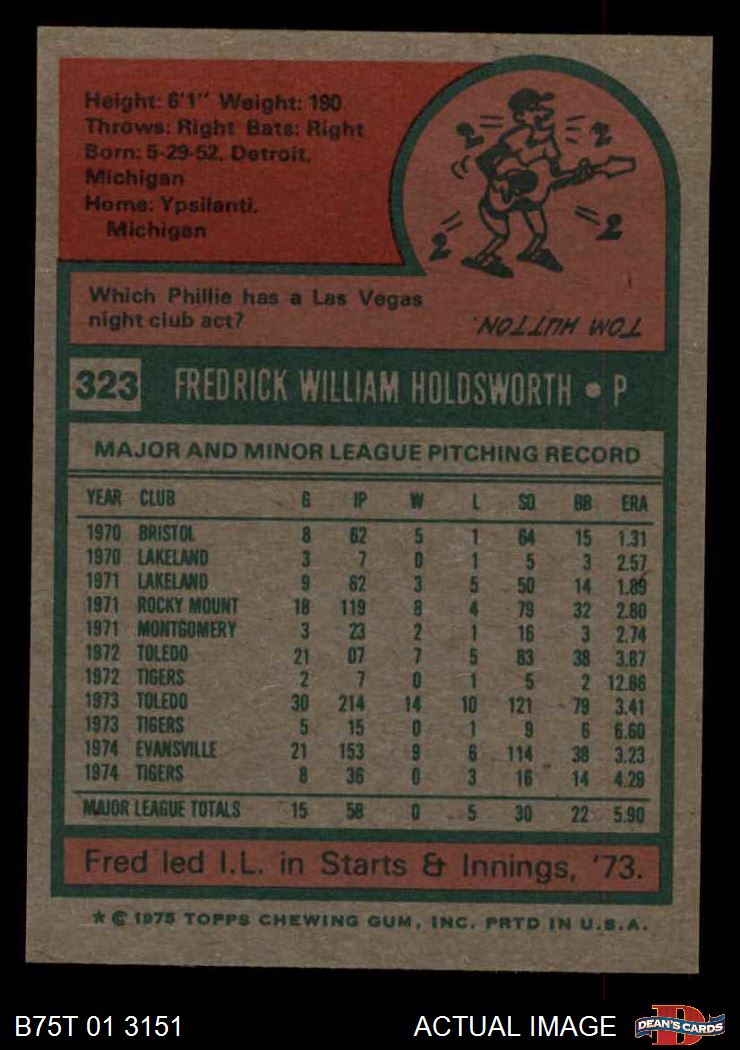 Height: 6'1" Weight: 190
Throws: Right Bats: Right
Born: 5-29-52, Detroit,
Michigan
Home: Ypsilanti,
Michigan
2 2 2
2 2
Which Phillie has a Las Vegas
night club act?
TOM HUTTON.
323 FREDRICK WILLIAM HOLDSWORTH • P
MAJOR AND MINOR LEAGUE PITCHING RECORD
YEAR CLUB G IP W L SO BB ERA
1970 BRISTOL 8 62 5 1 64 15 1.31
1970 LAKELAND 3 7 0 1 5 3 2.57
1971 LAKELAND 9 62 3 5 50 14 1.89
1971 ROCKY MOUNT 18 119 8 4 79 32 2.80
1971 MONTGOMERY 3 23 2 1 16 3 2.74
1972 TOLEDO 21 07 7 5 83 38 3.87
1972 TIGERS 2 7 0 1 5 2 12.86
1973 TOLEDO 30 214 14 10 121 79 3.41
1973 TIGERS 5 15 0 1 9 6 6.60
1974 EVANSVILLE 21 153 9 6 114 38 3.23
1974 TIGERS 8 36 0 3 16 14 4.29
MAJOR LEAGUE TOTALS 15 58 0 5 30 22 5.90
Fred led I.L. in Starts & Innings, '73.
★ © 1975 TOPPS CHEWING GUM, INC. PRTD IN U.S.A.
B75T 01 3151 ACTUAL IMAGE D DEAN'S CARDS